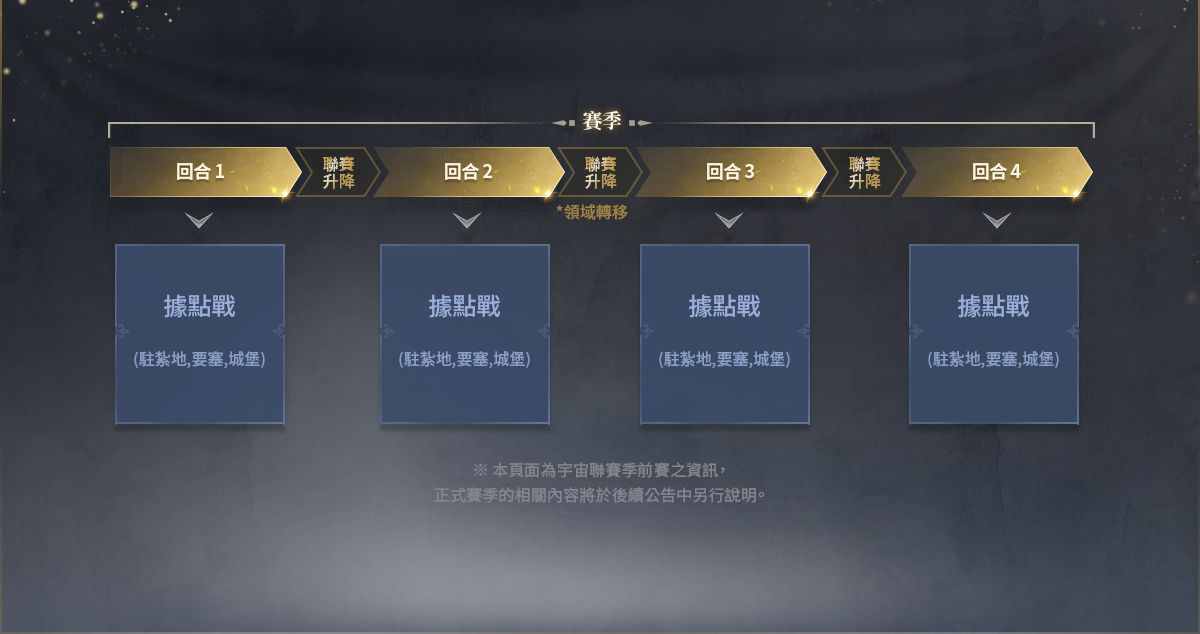 賽季
回合 1
聯賽
升降
回合 2
聯賽
升降
回合 3
聯賽
升降
回合 4
*領域轉移
據點戰
(駐紮地,要塞,城堡)
據點戰
(駐紮地,要塞,城堡)
據點戰
(駐紮地,要塞,城堡)
據點戰
(駐紮地,要塞,城堡)
※ 本頁面為宇宙聯賽季前賽之資訊，
正式賽季的相關內容將於後續公告中另行說明。